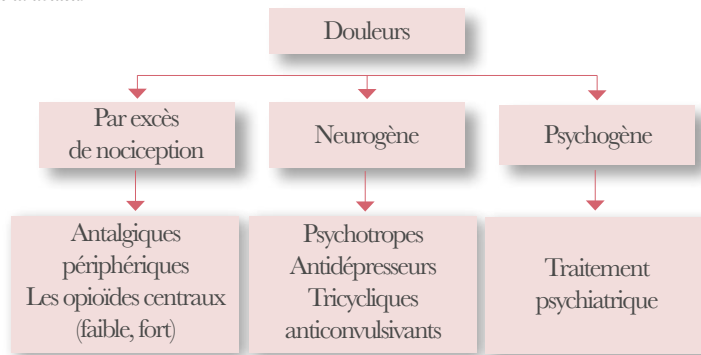 Douleurs
Par excès
de nociception
Neurogène
Psychogène
Antalgiques
périphériques
Les opioïdes centraux
(faible, fort)
Psychotropes
Antidépresseurs
Tricycliques
anticonvulsivants
Traitement
psychiatrique